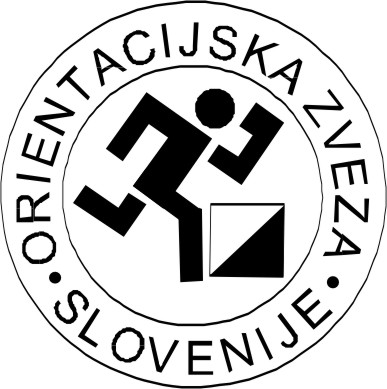 ORIENTACIJSKA ZVEZA
• SLOVENIJE •